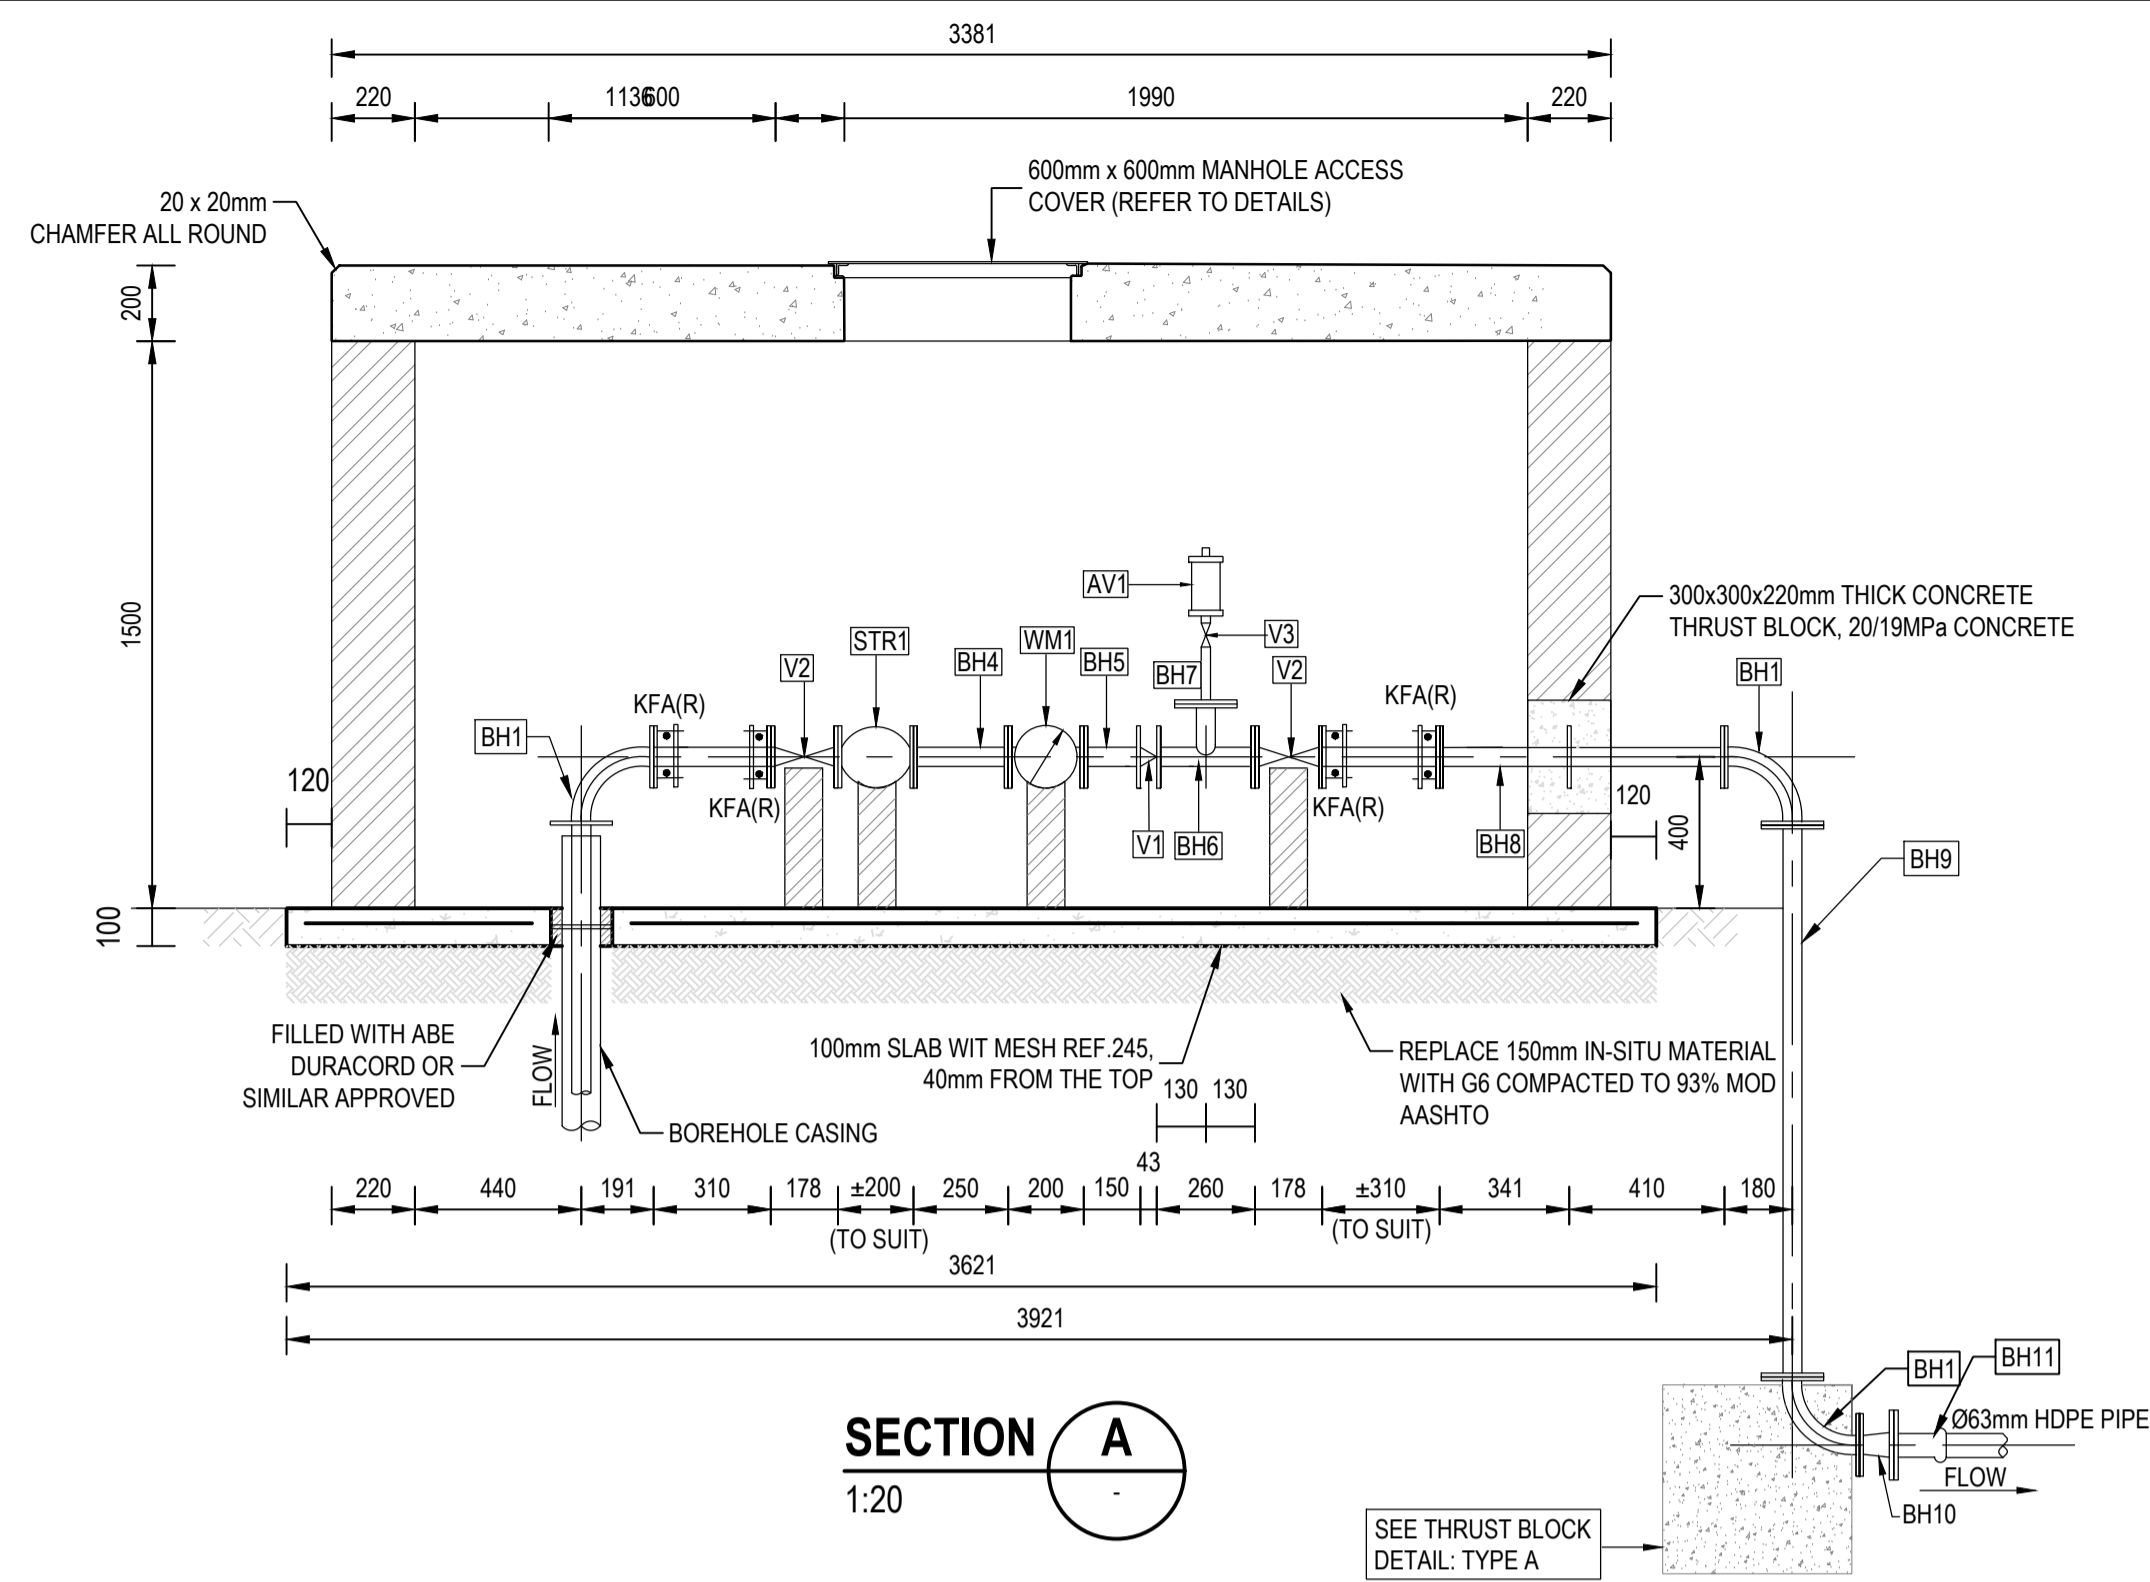 3381
220
1136
600
1990
220
600mm x 600mm MANHOLE ACCESS
COVER (REFER TO DETAILS)
20 x 20mm
CHAMFER ALL ROUND
200
1500
100
120
AV1
V3
STR1
WM1
V2
BH4
BH5
BH7
V2
KFA(R)
KFA(R)
BH1
BH1
300x300x220mm THICK CONCRETE
THRUST BLOCK, 20/19MPa CONCRETE
KFA(R)
KFA(R)
V1
BH6
BH8
120
400
BH9
FILLED WITH ABE
DURACORD OR
SIMILAR APPROVED
FLOW
BOREHOLE CASING
100mm SLAB WIT MESH REF.245,
40mm FROM THE TOP
REPLACE 150mm IN-SITU MATERIAL
WITH G6 COMPACTED TO 93% MOD
AASHTO
130
130
43
220
440
191
310
178
±200
250
200
150
260
178
±310
341
410
180
(TO SUIT)
(TO SUIT)
3621
3921
BH1
BH11
Ø63mm HDPE PIPE
FLOW
BH10
SECTION
A
1:20
-
SEE THRUST BLOCK
DETAIL: TYPE A